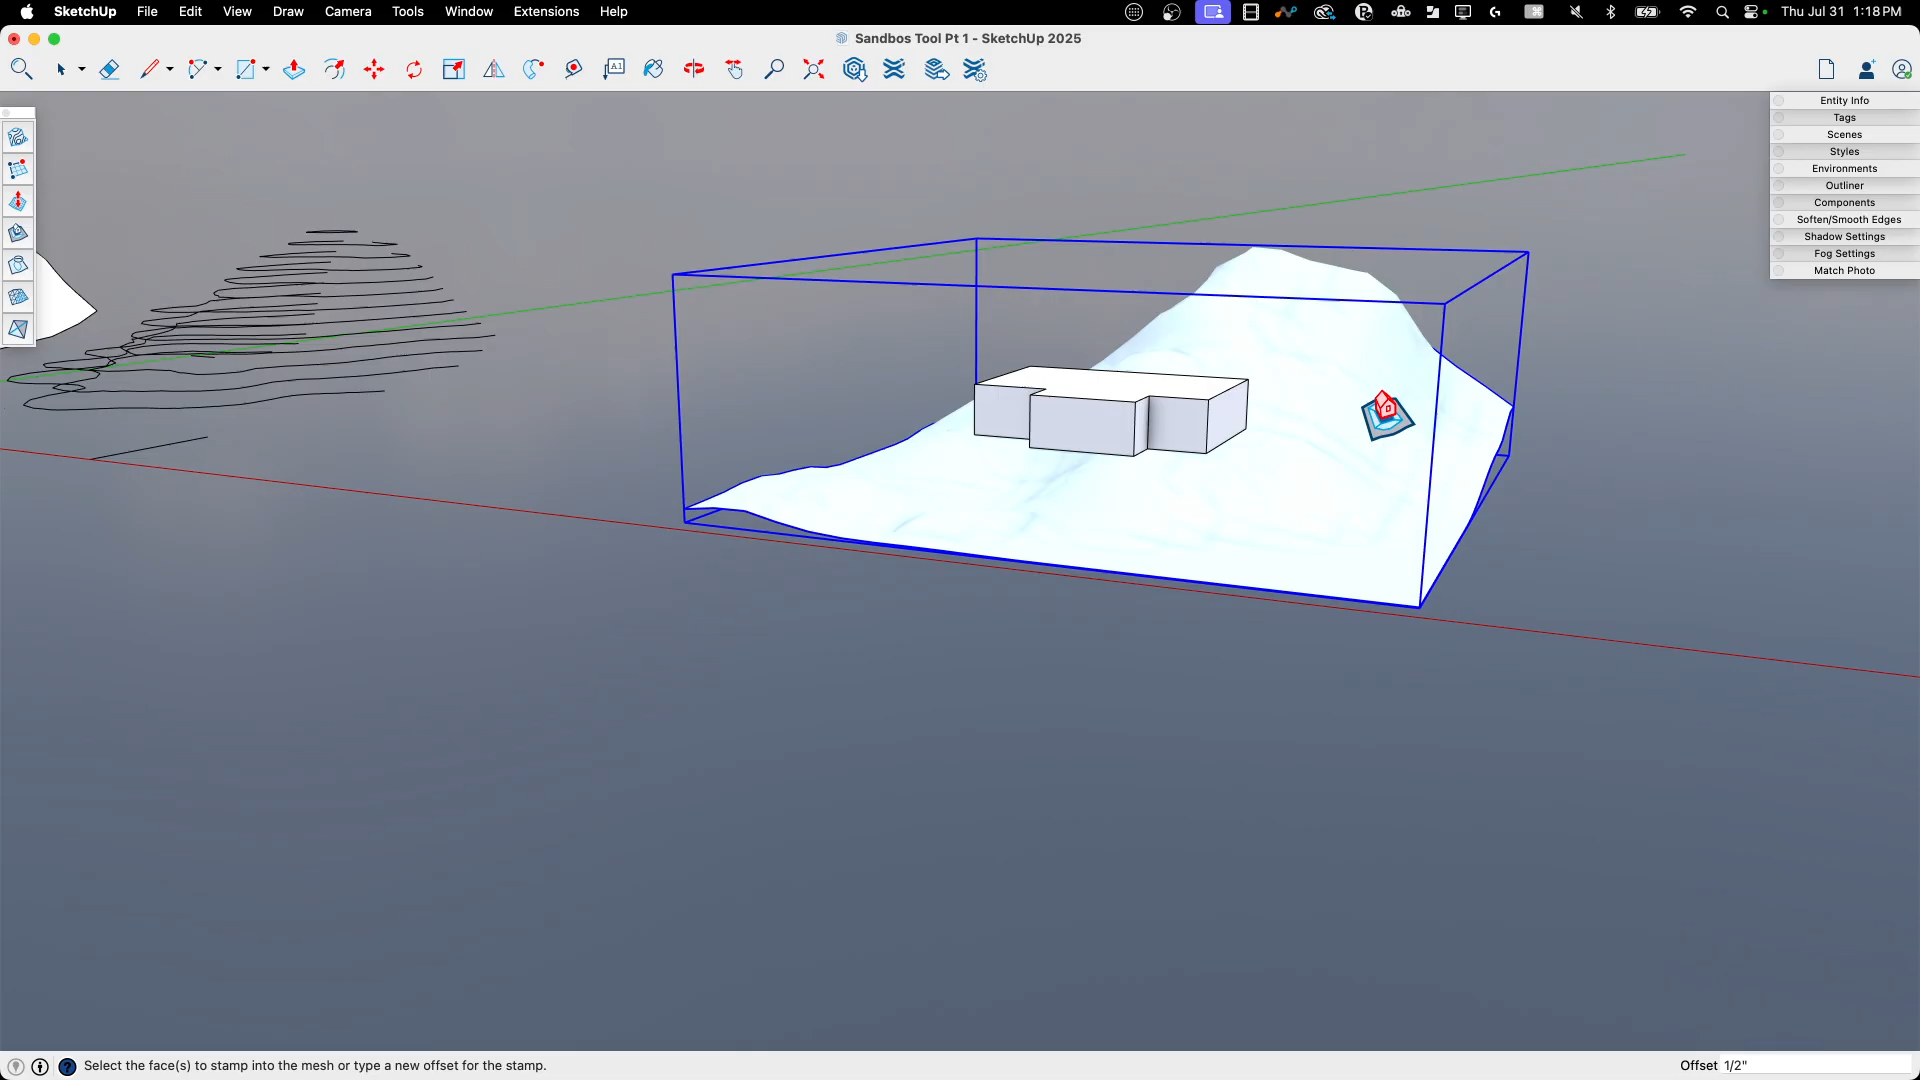 SketchUp File Edit View Draw Camera Tools Window Extensions Help Thu Jul 31 1:18 PM
Sandbos Tool Pt 1 - SketchUp 2025
A1
Entity Info
Tags
Scenes
Styles
Environments
Outliner
Components
Soften/Smooth Edges
Shadow Settings
Fog Settings
Match Photo
Select the face(s) to stamp into the mesh or type a new offset for the stamp. Offset 1/2"